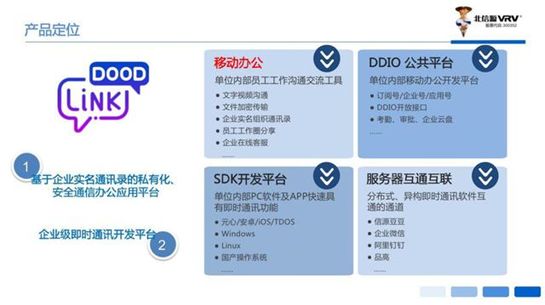 产品定位
北信源VRV
股票代码 300352
DOOD
LiNK
1
基于企业实名通讯录的私有化、
安全通信办公应用平台
企业级即时通讯开发平台
2
移动办公
单位内部员工工作沟通交流工具
• 文字视频沟通
• 文件加密传输
• 企业实名组织通讯录
• 员工工作圈分享
• 企业在线客服
……
DDIO 公共平台
单位内部移动办公开发平台
• 订阅号/企业号/应用号
• DDIO开放接口
• 考勤、审批、企业云盘
……
SDK开发平台
单位内部PC软件及APP快速具
有即时通讯功能
• 元心/安卓/iOS/TDOS
• Windows
• Linux
• 国产操作系统
……
服务器互通互联
分布式、异构即时通讯软件互
通的通道
• 信源豆豆
• 企业微信
• 阿里钉钉
• 品高
……